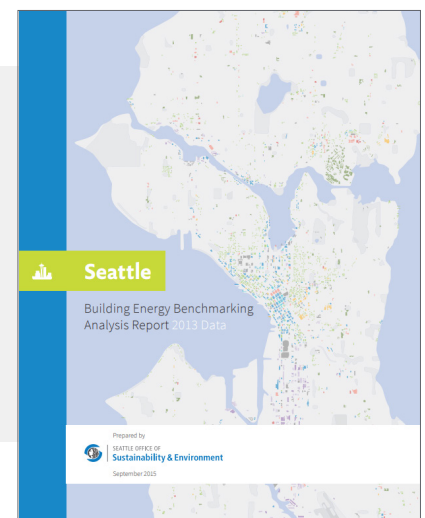 Seattle
Building Energy Benchmarking
Analysis Report 2013 Data
Prepared by
SEATTLE OFFICE OF
Sustainability & Environment
September 2015